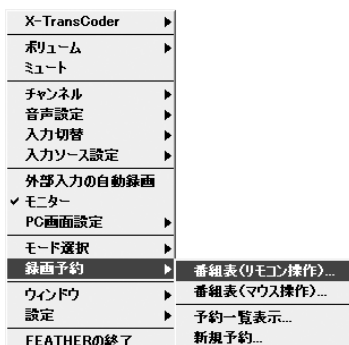 X-TransCoder
ボリューム
ミュート
チャンネル
音声設定
入力切替
入力ソース設定
外部入力の自動録画
モニター
PC画面設定
モード選択
録画予約
ウィンドウ
設定
FEATHERの終了
番組表(リモコン操作)...
番組表(マウス操作)...
予約一覧表示...
新規予約...